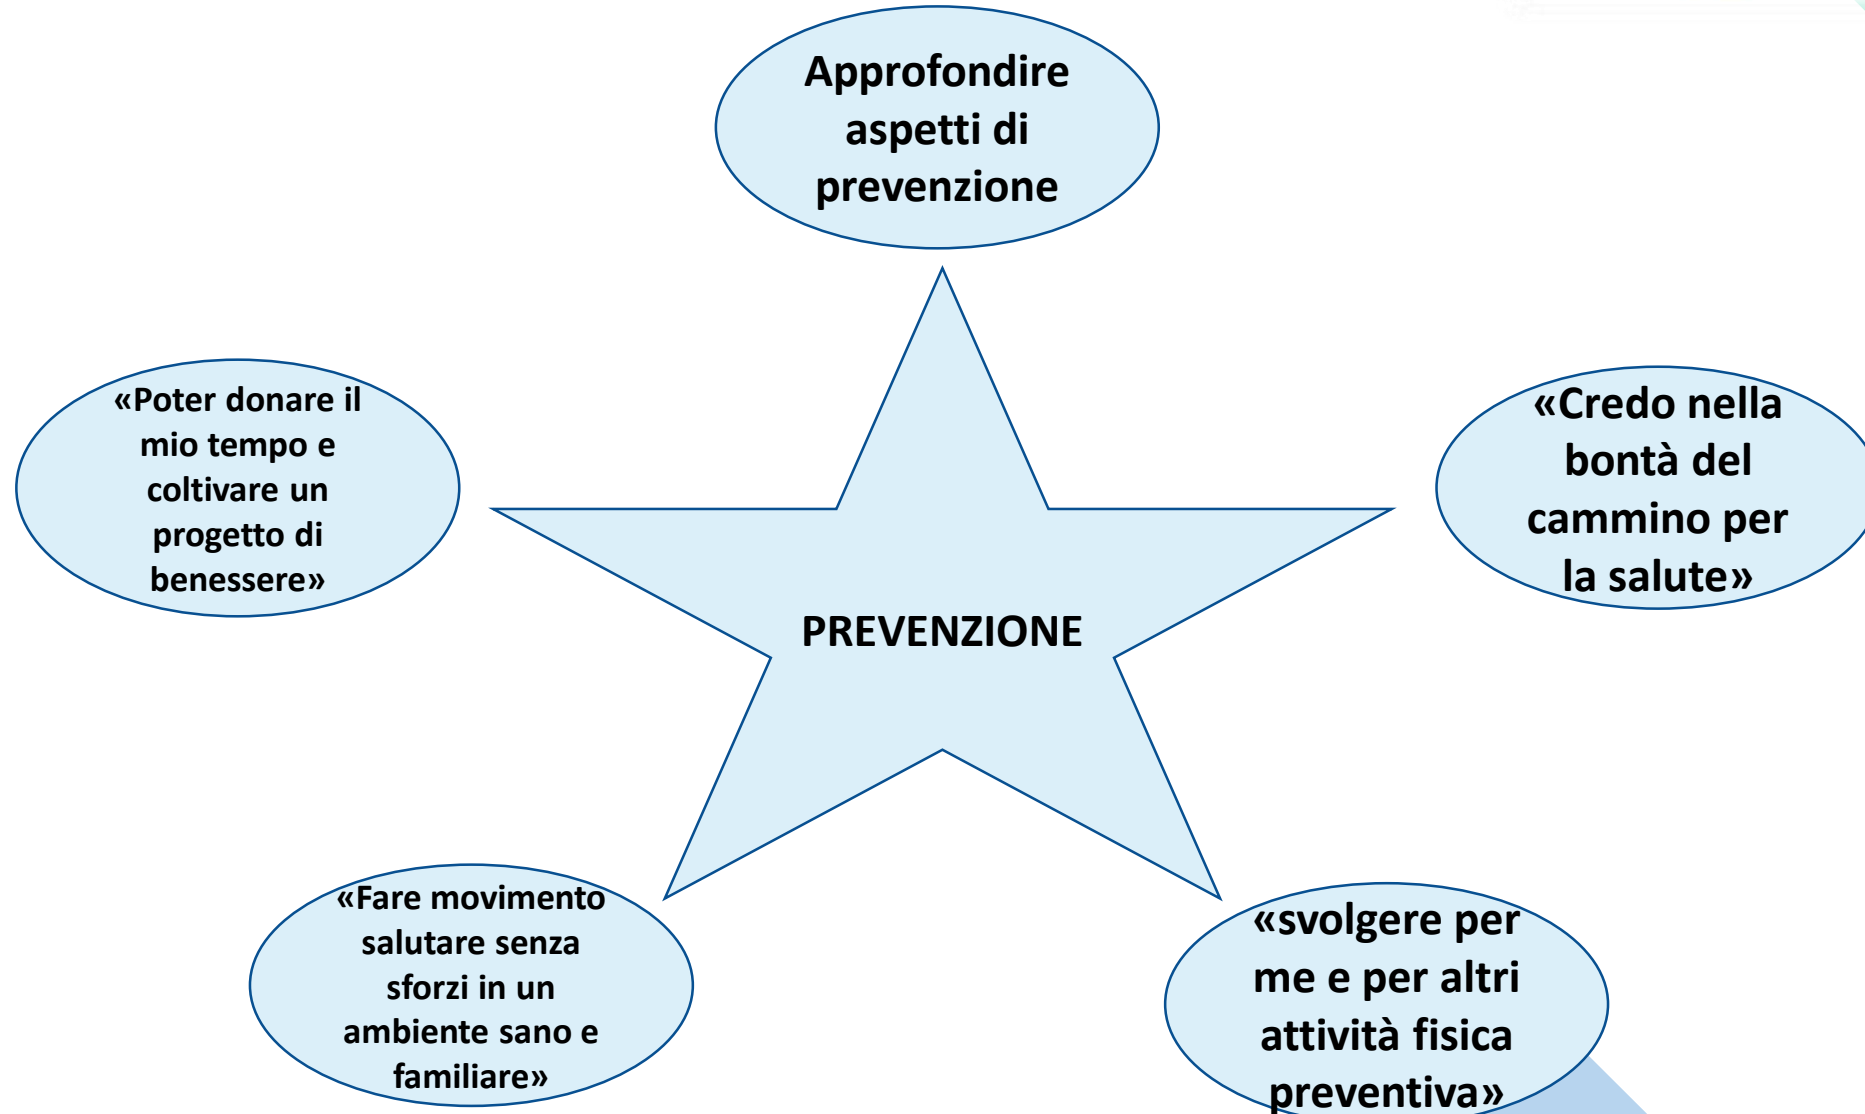 Approfondire
aspetti di
prevenzione
«Poter donare il
mio tempo e
coltivare un
progetto di
benessere»
«Credo nella
bontà del
cammino per
la salute»
PREVENZIONE
«Fare movimento
salutare senza
sforzi in un
ambiente sano e
familiare»
«svolgere per
me e per altri
attività fisica
preventiva»